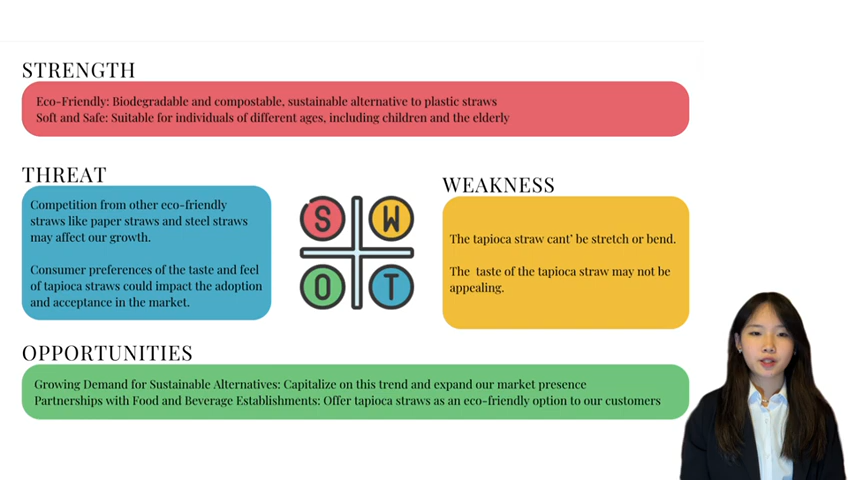 STRENGTH
Eco-Friendly: Biodegradable and compostable, sustainable alternative to plastic straws
Soft and Safe: Suitable for individuals of different ages, including children and the elderly
THREAT
Competition from other eco-friendly
straws like paper straws and steel straws
may affect our growth.
Consumer preferences of the taste and feel
of tapioca straws could impact the adoption
and acceptance in the market.
S W
O T
WEAKNESS
The tapioca straw cant’ be stretch or bend.
The taste of the tapioca straw may not be
appealing.
OPPORTUNITIES
Growing Demand for Sustainable Alternatives: Capitalize on this trend and expand our market presence
Partnerships with Food and Beverage Establishments: Offer tapioca straws as an eco-friendly option to our customers